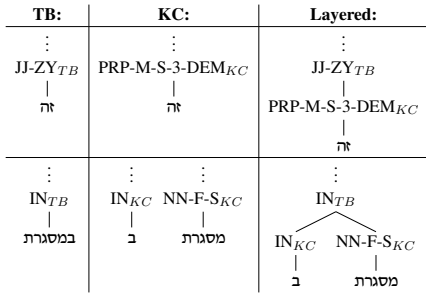 TB: KC: Layered:
⋮ ⋮ ⋮
JJ-ZY_TB PRP-M-S-3-DEM_KC JJ-ZY_TB
זה זה PRP-M-S-3-DEM_KC
זה
⋮ ⋮ ⋮ ⋮
IN_TB IN_KC NN-F-S_KC IN_TB
במסגרת ב מסגרת IN_KC NN-F-S_KC
ב מסגרת